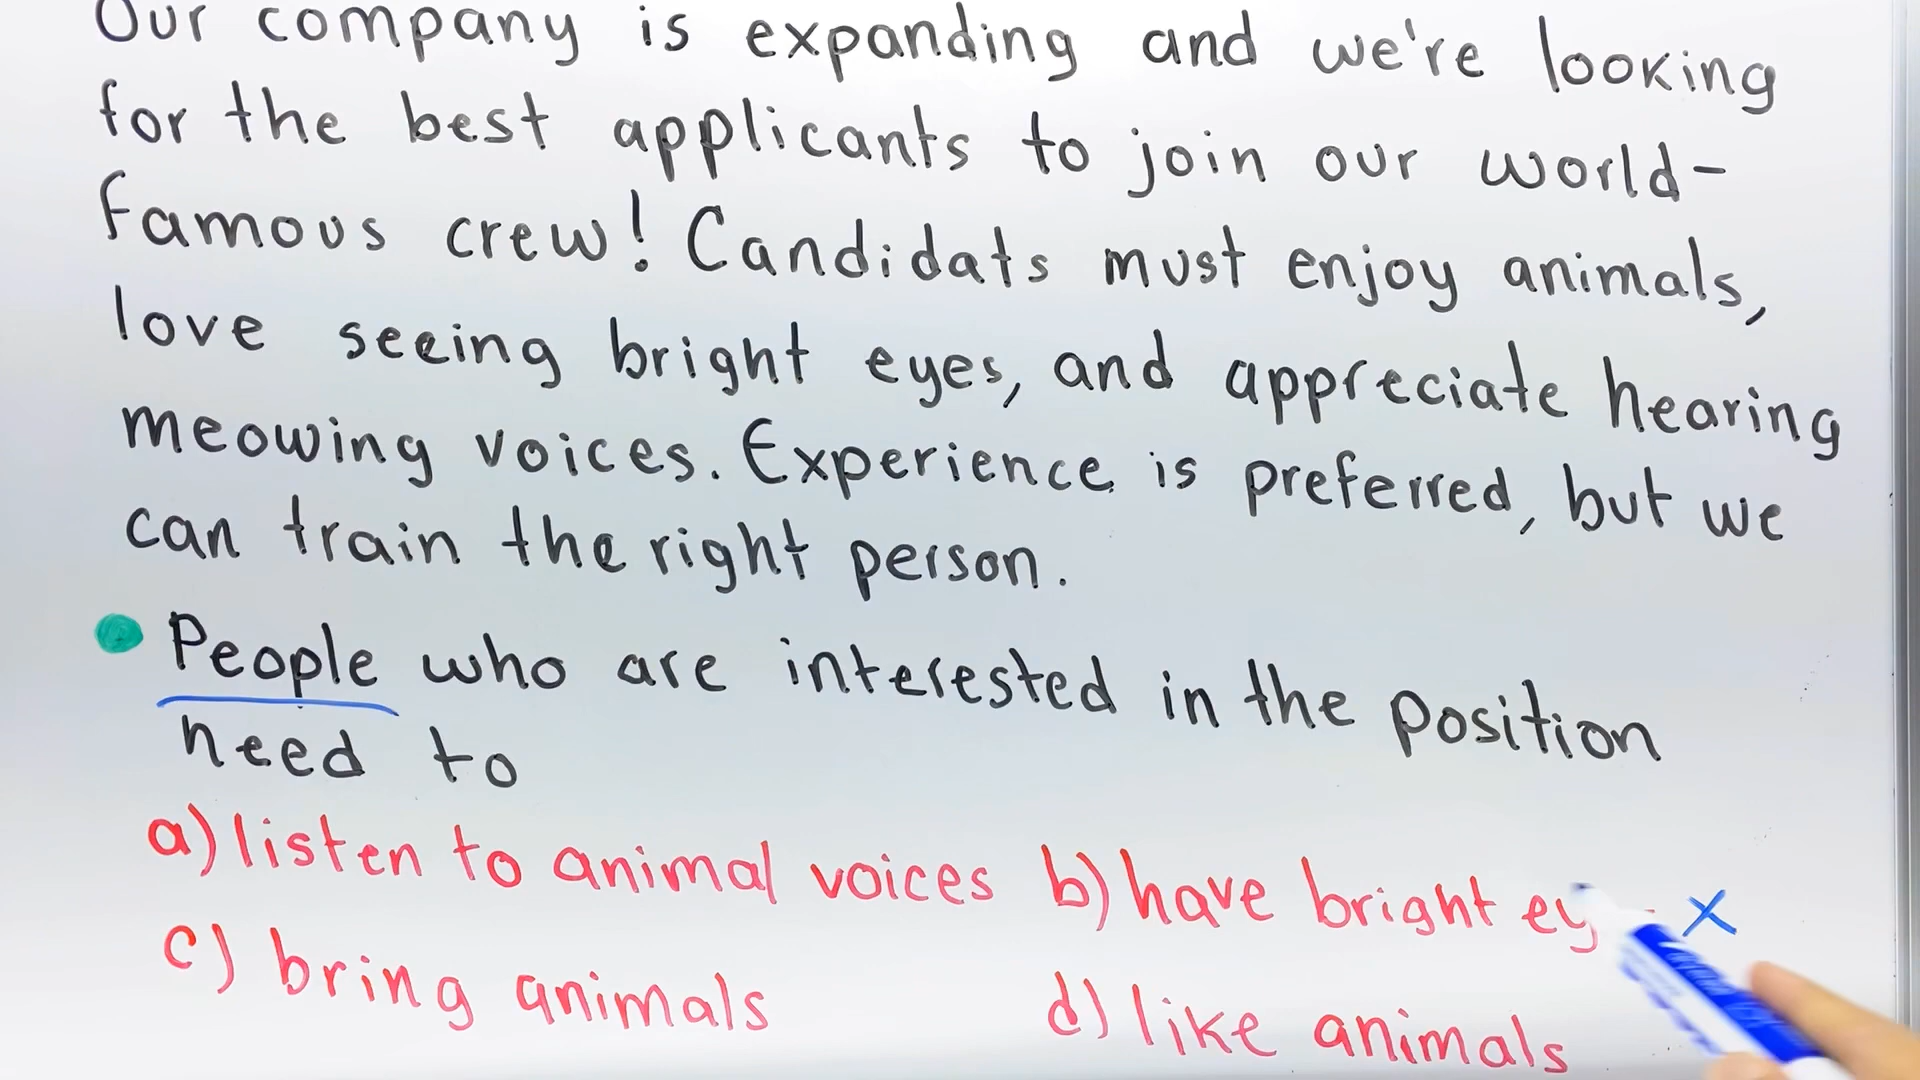 Our company is expanding and we're looking
for the best applicants to join our world-
famous crew! Candidats must enjoy animals,
love seeing bright eyes, and appreciate hearing
meowing voices. Experience is preferred, but we
can train the right person.
People who are interested in the position
need to
a) listen to animal voices b) have bright x
c) bring animals d) like animals